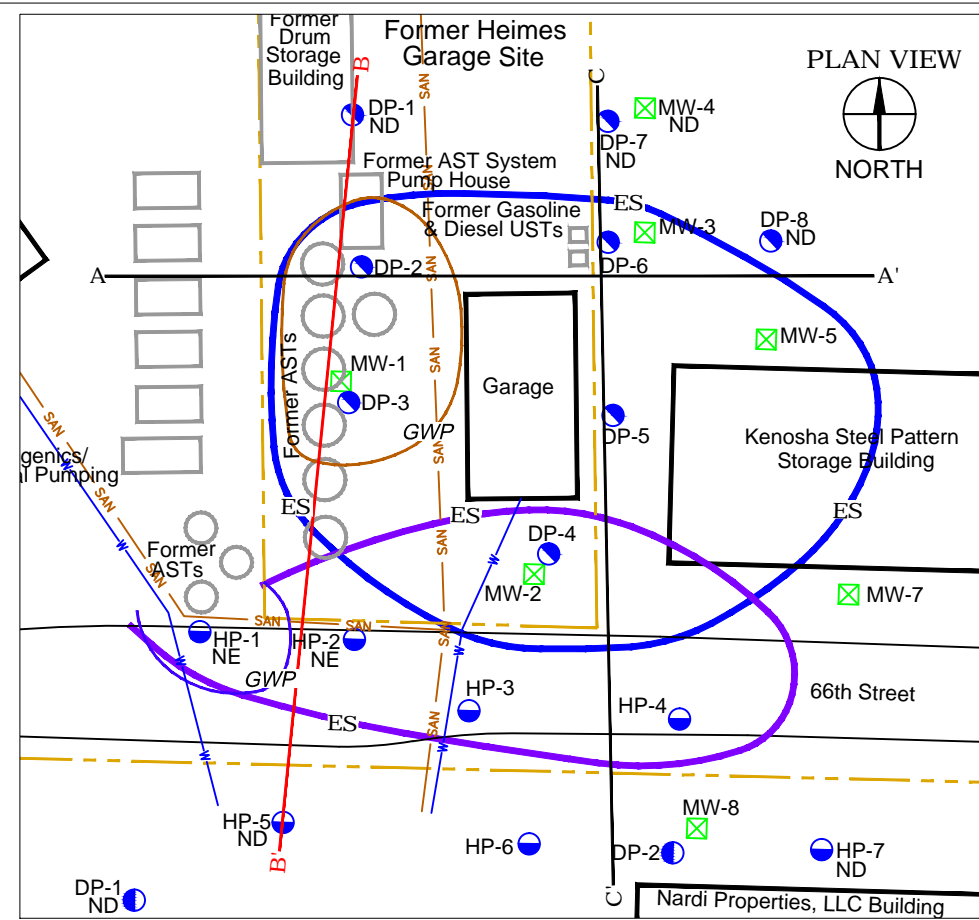 Former
Drum
Storage
Building
Former Heimes
Garage Site
PLAN VIEW
NORTH
B
SAN
C
DP-1
ND
MW-4
ND
DP-7
ND
Former AST System
Pump House
SAN
Former Gasoline
& Diesel USTs
ES
MW-3
DP-8
ND
DP-6
DP-2
A
A'
SAN
Former ASTs
MW-1
DP-3
SAN
MW-5
Garage
GWP
DP-5
Kenosha Steel Pattern
Storage Building
SAN
W
SAN
genics/
al Pumping
SAN
ES
ES
ES
SAN
W
Former
ASTs
SAN
DP-4
W
MW-2
MW-7
HP-1
NE
SAN
HP-2
NE
SAN
W
W
GWP
HP-3
HP-4
66th Street
ES
SAN
W
W
HP-5
ND
MW-8
HP-6
DP-2
HP-7
ND
B'
DP-1
ND
C'
Nardi Properties, LLC Building